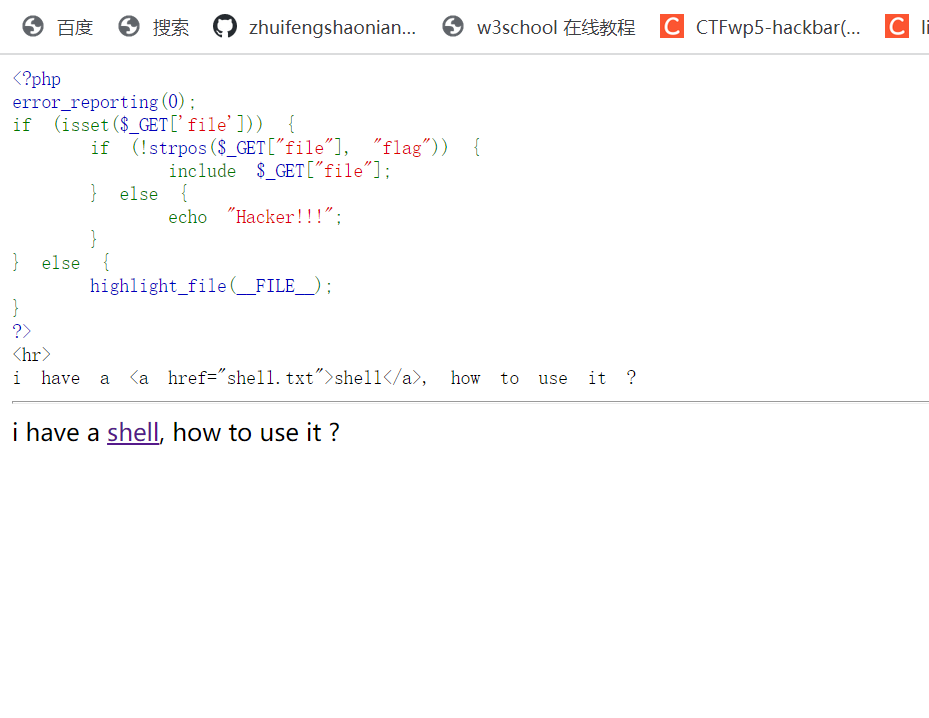 百度 搜索 zhuifengshaonian... w3school 在线教程 C CTFwp5-hackbar(... C li
<?php
error_reporting(0);
if (isset($_GET['file'])) {
if (!strpos($_GET["file"], "flag")) {
include $_GET["file"];
} else {
echo "Hacker!!!";
}
} else {
highlight_file(__FILE__);
}
?>
<hr>
i have a <a href="shell.txt">shell</a>, how to use it ?
i have a shell, how to use it ?